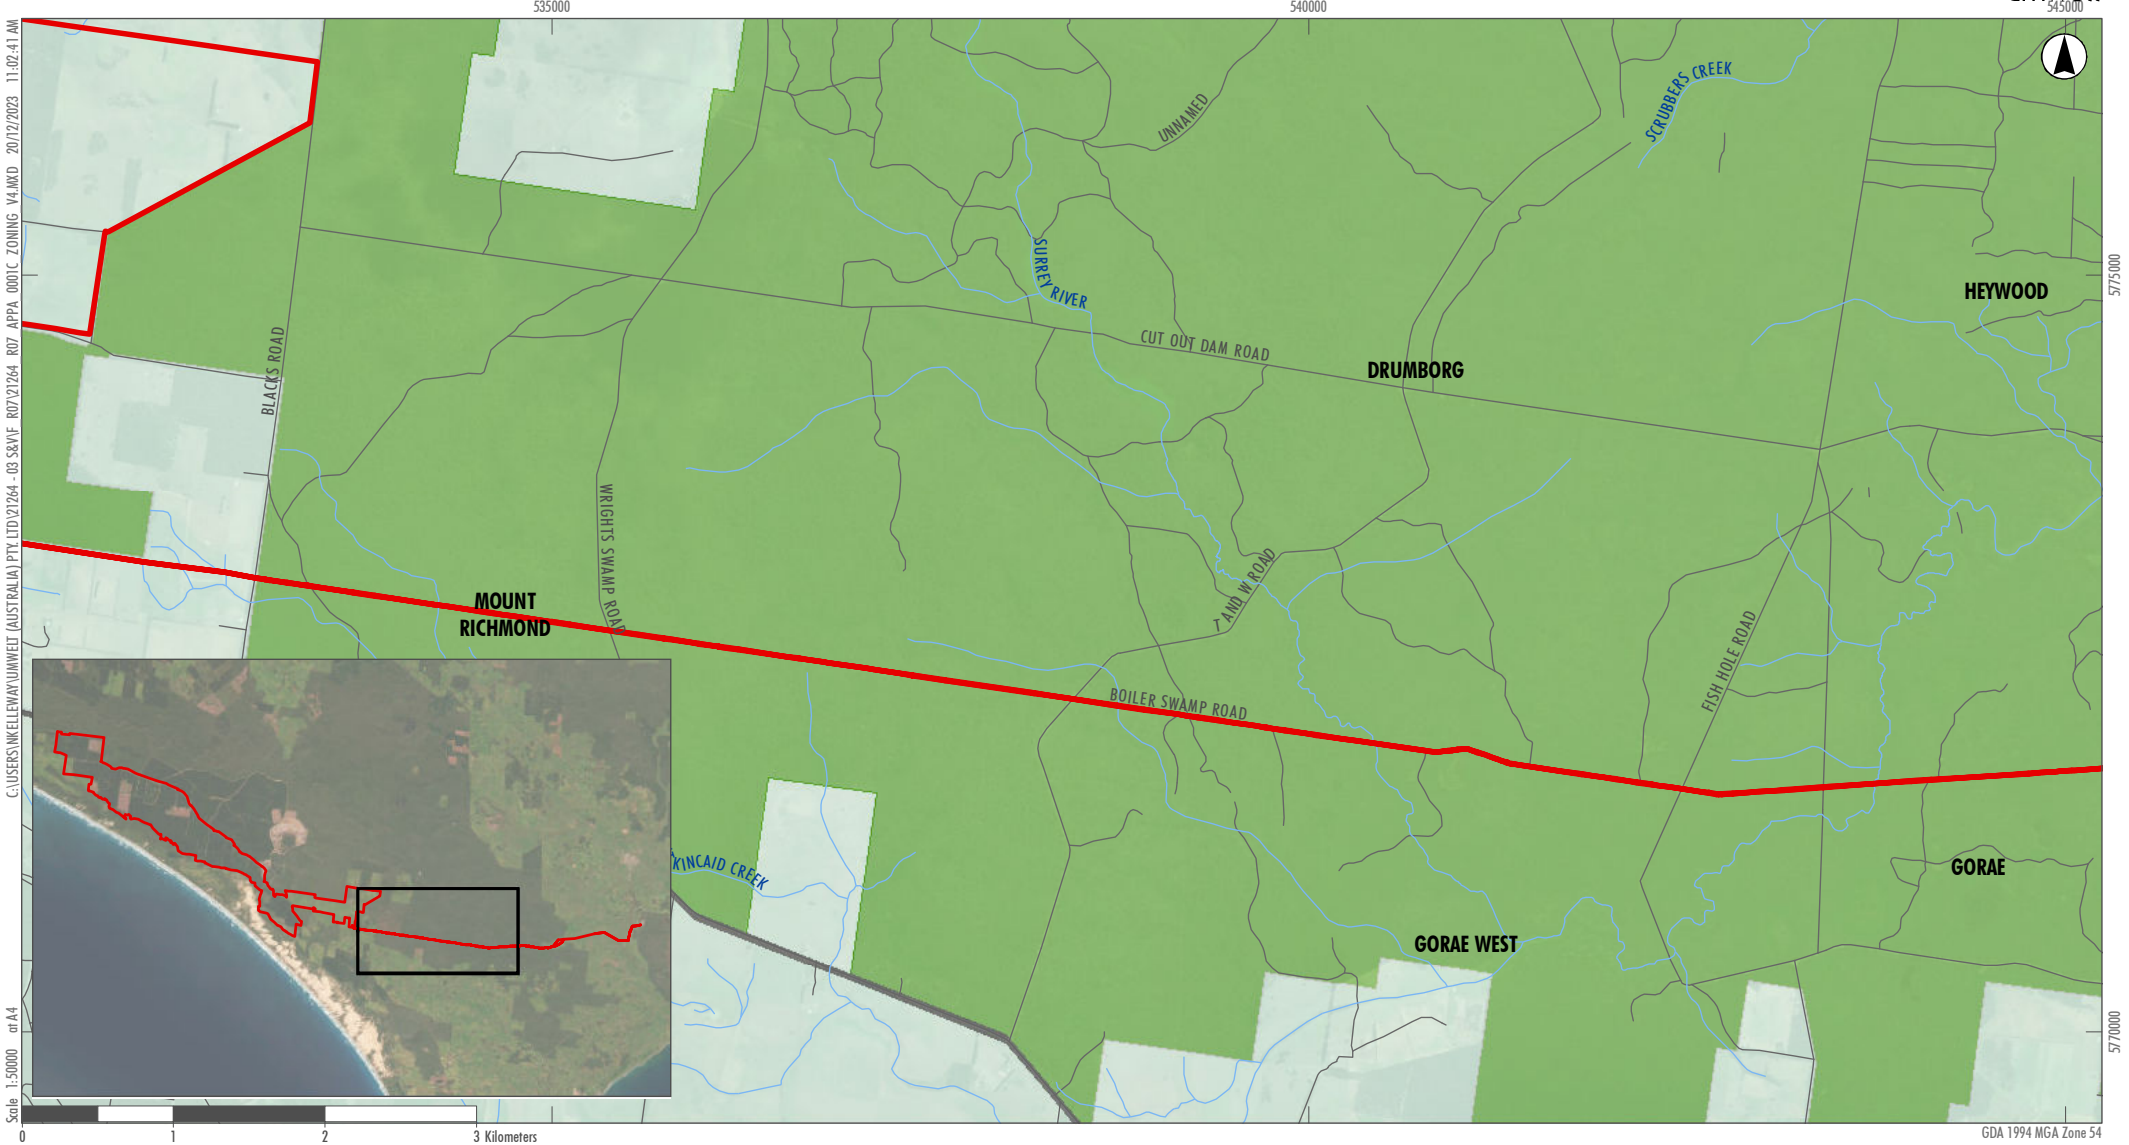 535000
540000
545000
C:\USERS\NKELLEWAY\UMWELT (AUSTRALIA) PTY. LTD\21264 - 03 S&V\F R07\21264 R07 APPA 0001C ZONING V4.MXD 20/12/2023 11:02:41 AM
SCRUBBERS CREEK
UNNAMED
SURREY RIVER
5775000
HEYWOOD
BLACKS ROAD
CUT OUT DAM ROAD
DRUMBORG
WRIGHTS SWAMP ROAD
T AND W ROAD
MOUNT
RICHMOND
FISH HOLE ROAD
BOILER SWAMP ROAD
KINCAID CREEK
GORAE
GORAE WEST
5770000
Scale 1:50000 at A4
0 1 2 3 Kilometers
GDA 1994 MGA Zone 54